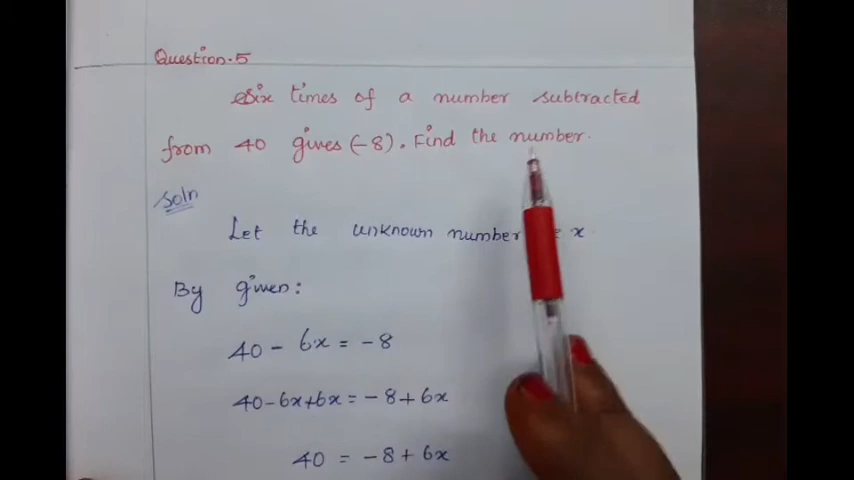 Question.5
Six times of a number subtracted
from 40 gives (-8). Find the number.
Soln
Let the unknown number = x
By given:
40 - 6x = -8
40-6x+6x = -8+6x
40 = -8+6x